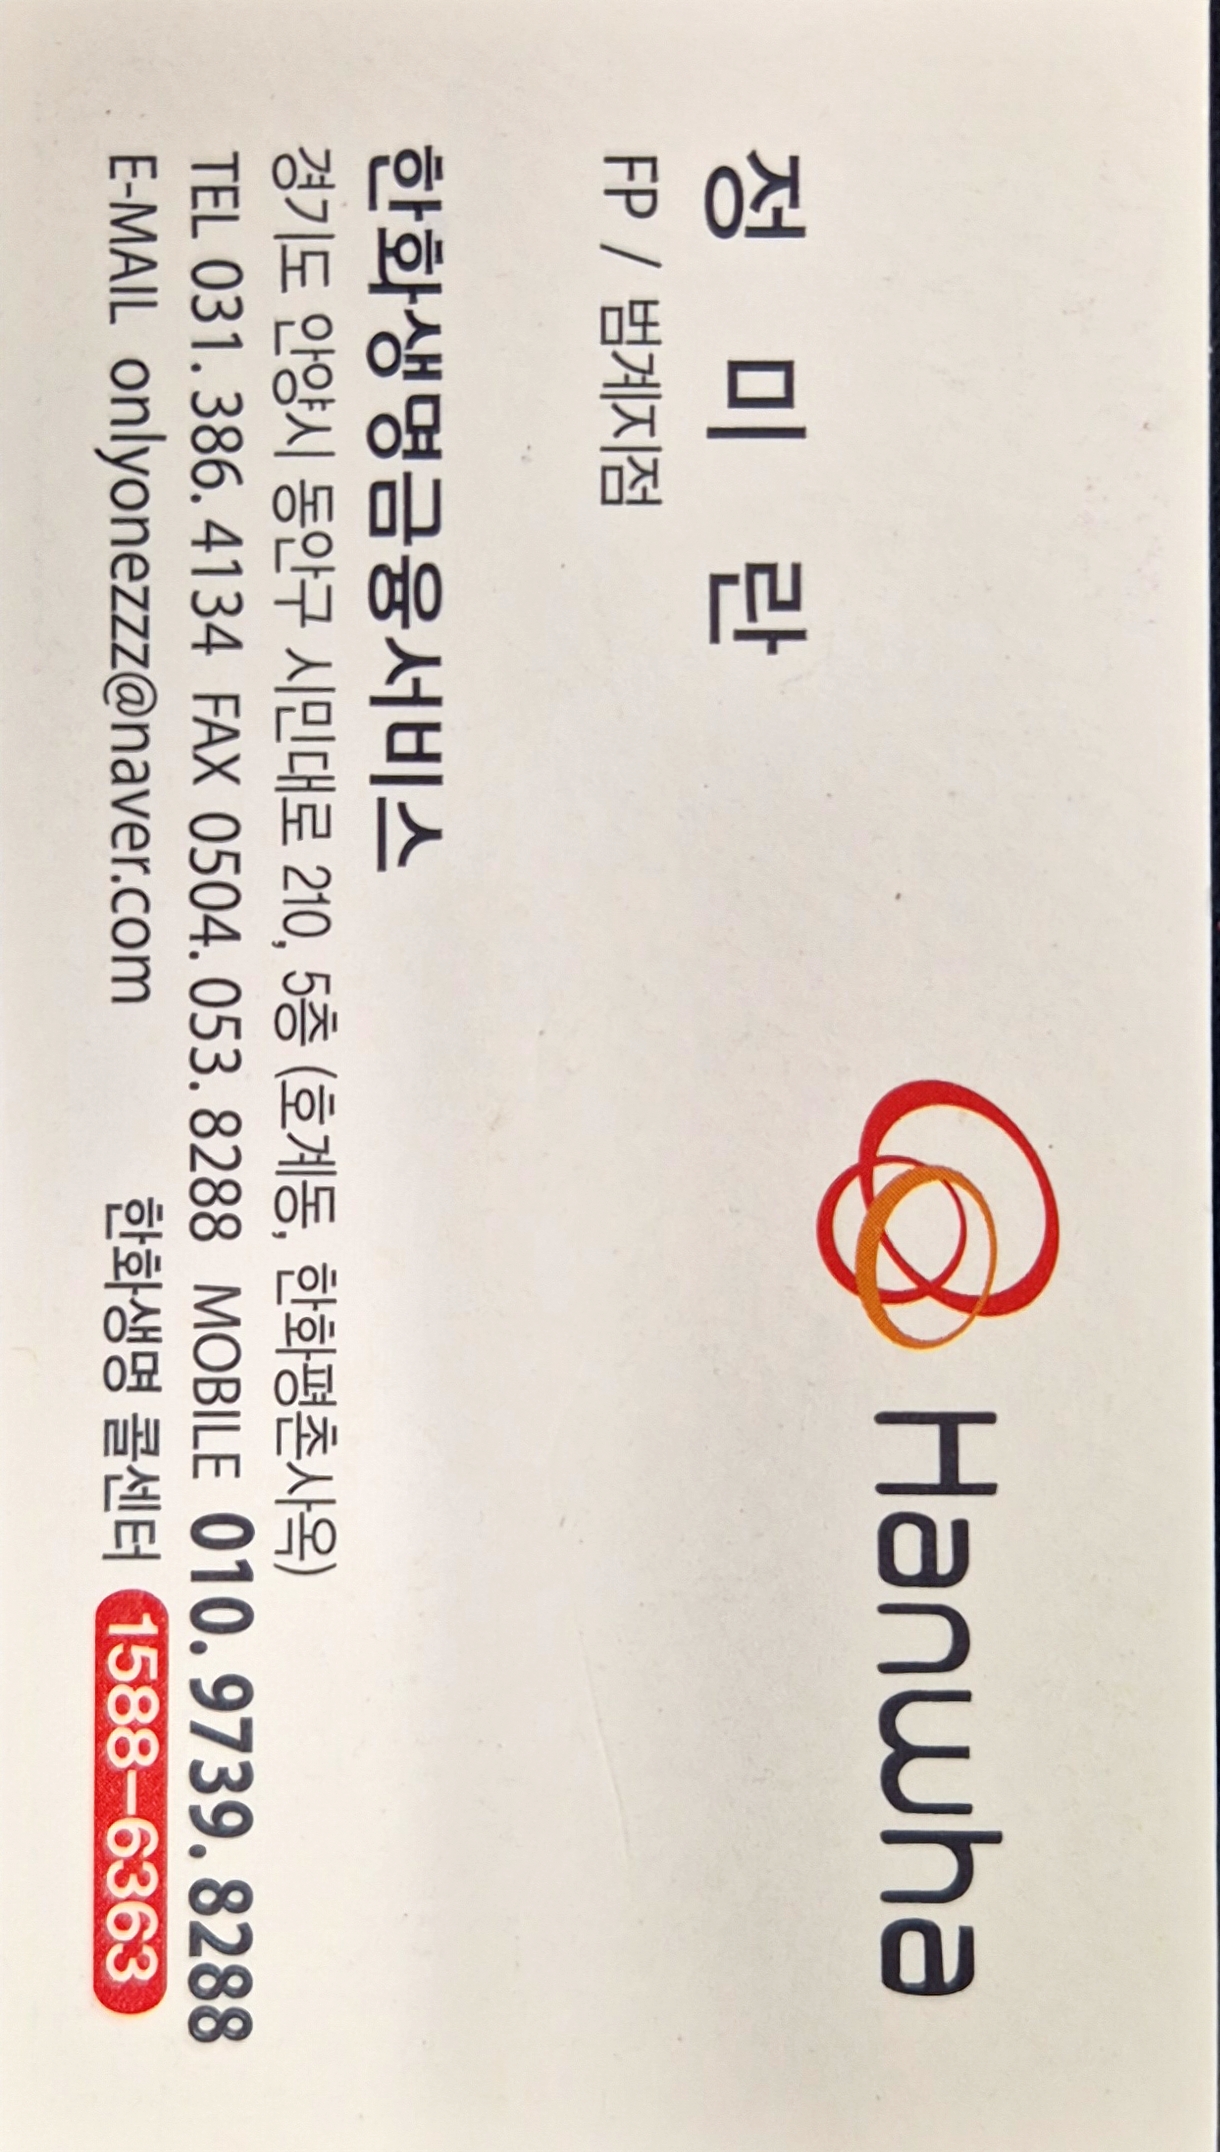 Hanwha
정 미 란
FP / 범계지점
한화생명금융서비스
경기도 안양시 동안구 시민대로 210, 5층 (호계동, 한화평촌사옥)
TEL 031. 386. 4134 FAX 0504. 053. 8288 MOBILE 010. 9739. 8288
E-MAIL onlyonezzz@naver.com 한화생명 콜센터 1588-6363